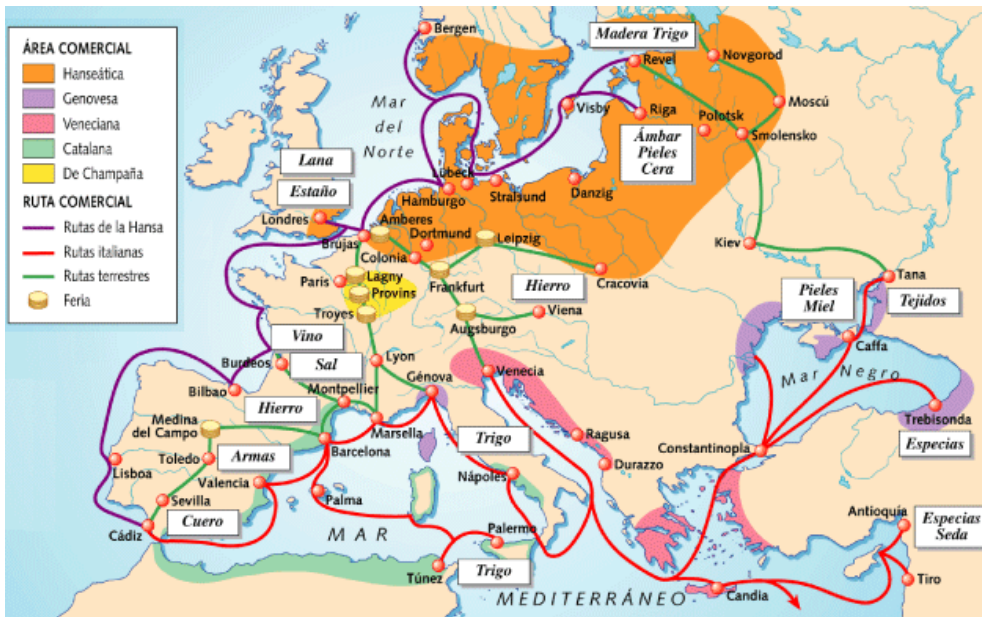 ÁREA COMERCIAL
Hanseática
Genovesa
Veneciana
Catalana
De Champaña
RUTA COMERCIAL
Rutas de la Hansa
Rutas italianas
Rutas terrestres
Feria
Bergen
Madera Trigo
Novgorod
Revel
Mar
del
Norte
Visby
Riga
Polotsk
Moscú
Smolensko
Ámbar
Pieles
Cera
Lana
Estaño
Lübeck
Hamburgo
Stralsund
Danzig
Londres
Amberes
Brujas
Dortmund
Leipzig
Colonia
Kiev
París
Lagny
Provins
Frankfurt
Cracovia
Tana
Troyes
Hierro
Viena
Augsburgo
Pieles
Miel
Tejidos
Vino
Burdeos
Sal
Lyon
Caffa
Mar Negro
Bilbao
Montpellier
Génova
Venecia
Hierro
Trebisonda
Medina
del Campo
Marsella
Barcelona
Trigo
Ragusa
Constantinopla
Especias
Toledo
Armas
Lisboa
Valencia
Nápoles
Durazzo
Sevilla
Palma
Cuero
Cádiz
MAR
Palermo
Antioquía
Especias
Seda
Túnez
Trigo
MEDITERRÁNEO
Candia
Tiro